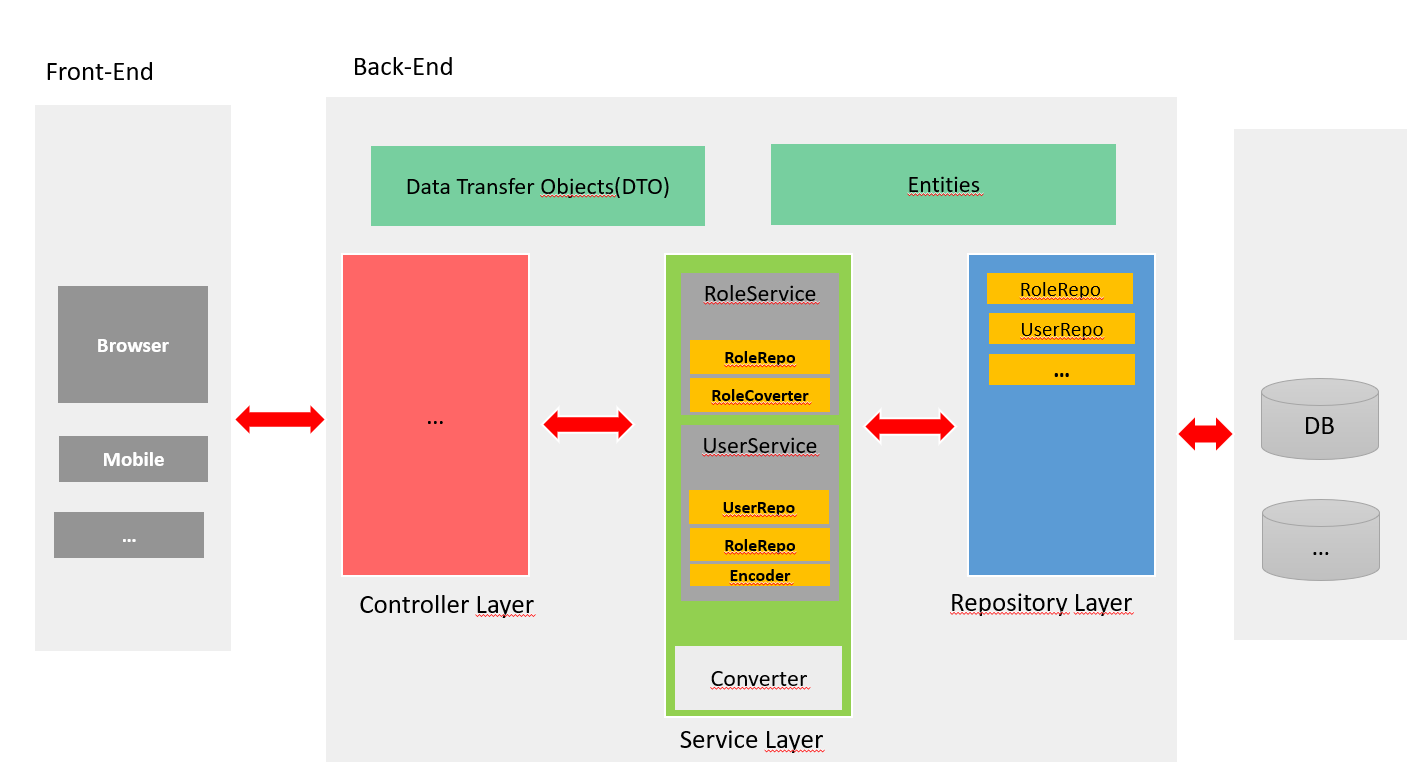 Front-End
Back-End
Data Transfer Objects(DTO)
Entities
Browser
Mobile
...
...
Controller Layer
RoleService
RoleRepo
RoleCoverter
UserService
UserRepo
RoleRepo
Encoder
Converter
Service Layer
RoleRepo
UserRepo
...
Repository Layer
DB
...